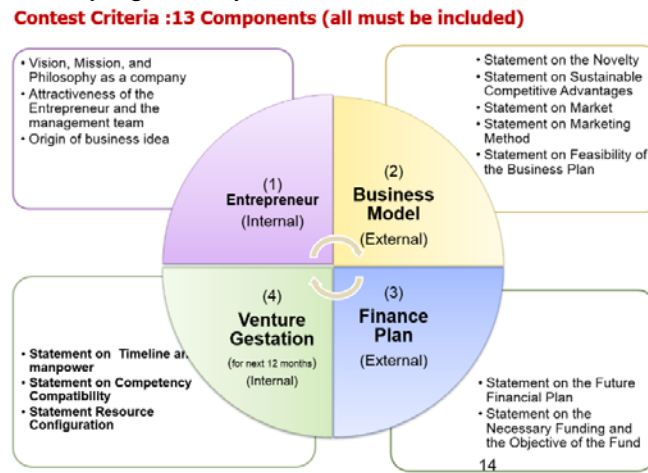 Contest Criteria :13 Components (all must be included)
• Vision, Mission, and
Philosophy as a company
• Attractiveness of the
Entrepreneur and the
management team
• Origin of business idea
• Statement on the Novelty
• Statement on Sustainable
Competitive Advantages
• Statement on Market
• Statement on Marketing
Method
• Statement on Feasibility of
the Business Plan
(1)
Entrepreneur
(Internal)
(2)
Business
Model
(External)
(4)
Venture
Gestation
(for next 12 months)
(Internal)
(3)
Finance
Plan
(External)
• Statement on Timeline
manpower
• Statement on Competency
Compatibility
• Statement Resource
Configuration
• Statement on the Future
Financial Plan
• Statement on the
Necessary Funding and
the Objective of the Fund
14